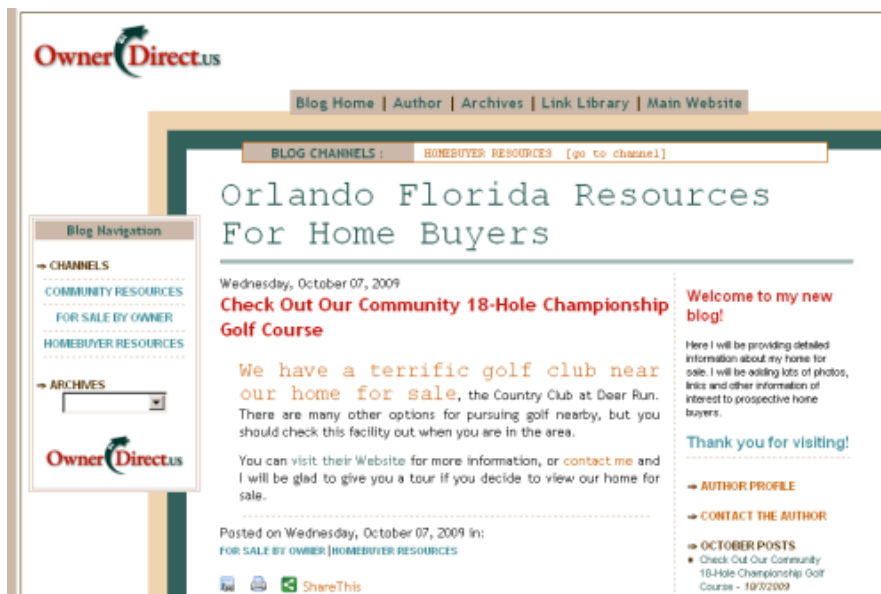 OwnerDirect.us
Blog Home | Author | Archives | Link Library | Main Website
BLOG CHANNELS : HOMEBUYER RESOURCES [go to channel]
Orlando Florida Resources
For Home Buyers
Blog Navigation
CHANNELS
COMMUNITY RESOURCES
FOR SALE BY OWNER
HOMEBUYER RESOURCES
ARCHIVES
OwnerDirect.us
Wednesday, October 07, 2009
Check Out Our Community 18-Hole Championship
Golf Course
We have a terrific golf club near
our home for sale, the Country Club at Deer Run.
There are many other options for pursuing golf nearby, but you
should check this facility out when you are in the area.
You can visit their Website for more information, or contact me and
I will be glad to give you a tour if you decide to view our home for
sale.
Posted on Wednesday, October 07, 2009 in:
FOR SALE BY OWNER|HOMEBUYER RESOURCES
ShareThis
Welcome to my new
blog!
Here I will be providing detailed
information about my home for
sale. I will be adding lots of photos,
links and other information of
interest to prospective home
buyers.
Thank you for visiting!
AUTHOR PROFILE
CONTACT THE AUTHOR
OCTOBER POSTS
Check Out Our Community
18-Hole Championship Golf
Course - 10/7/2009